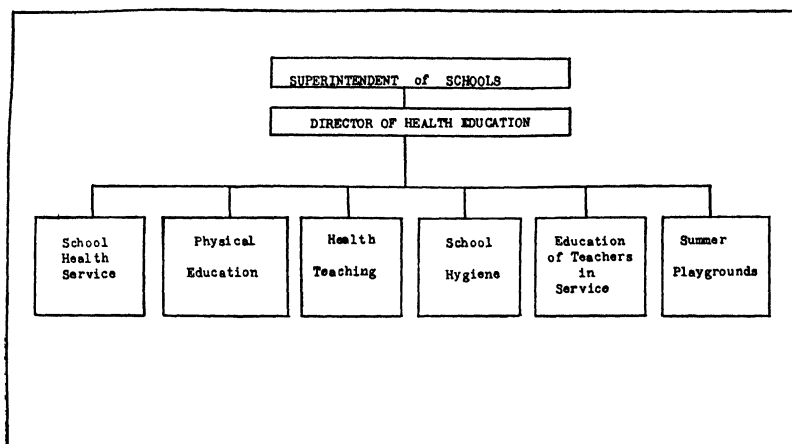 SUPERINTENDENT of SCHOOLS
DIRECTOR OF HEALTH EDUCATION
School
Health
Service
Physical
Education
Health
Teaching
School
Hygiene
Education
of Teachers
in
Service
Summer
Playgrounds